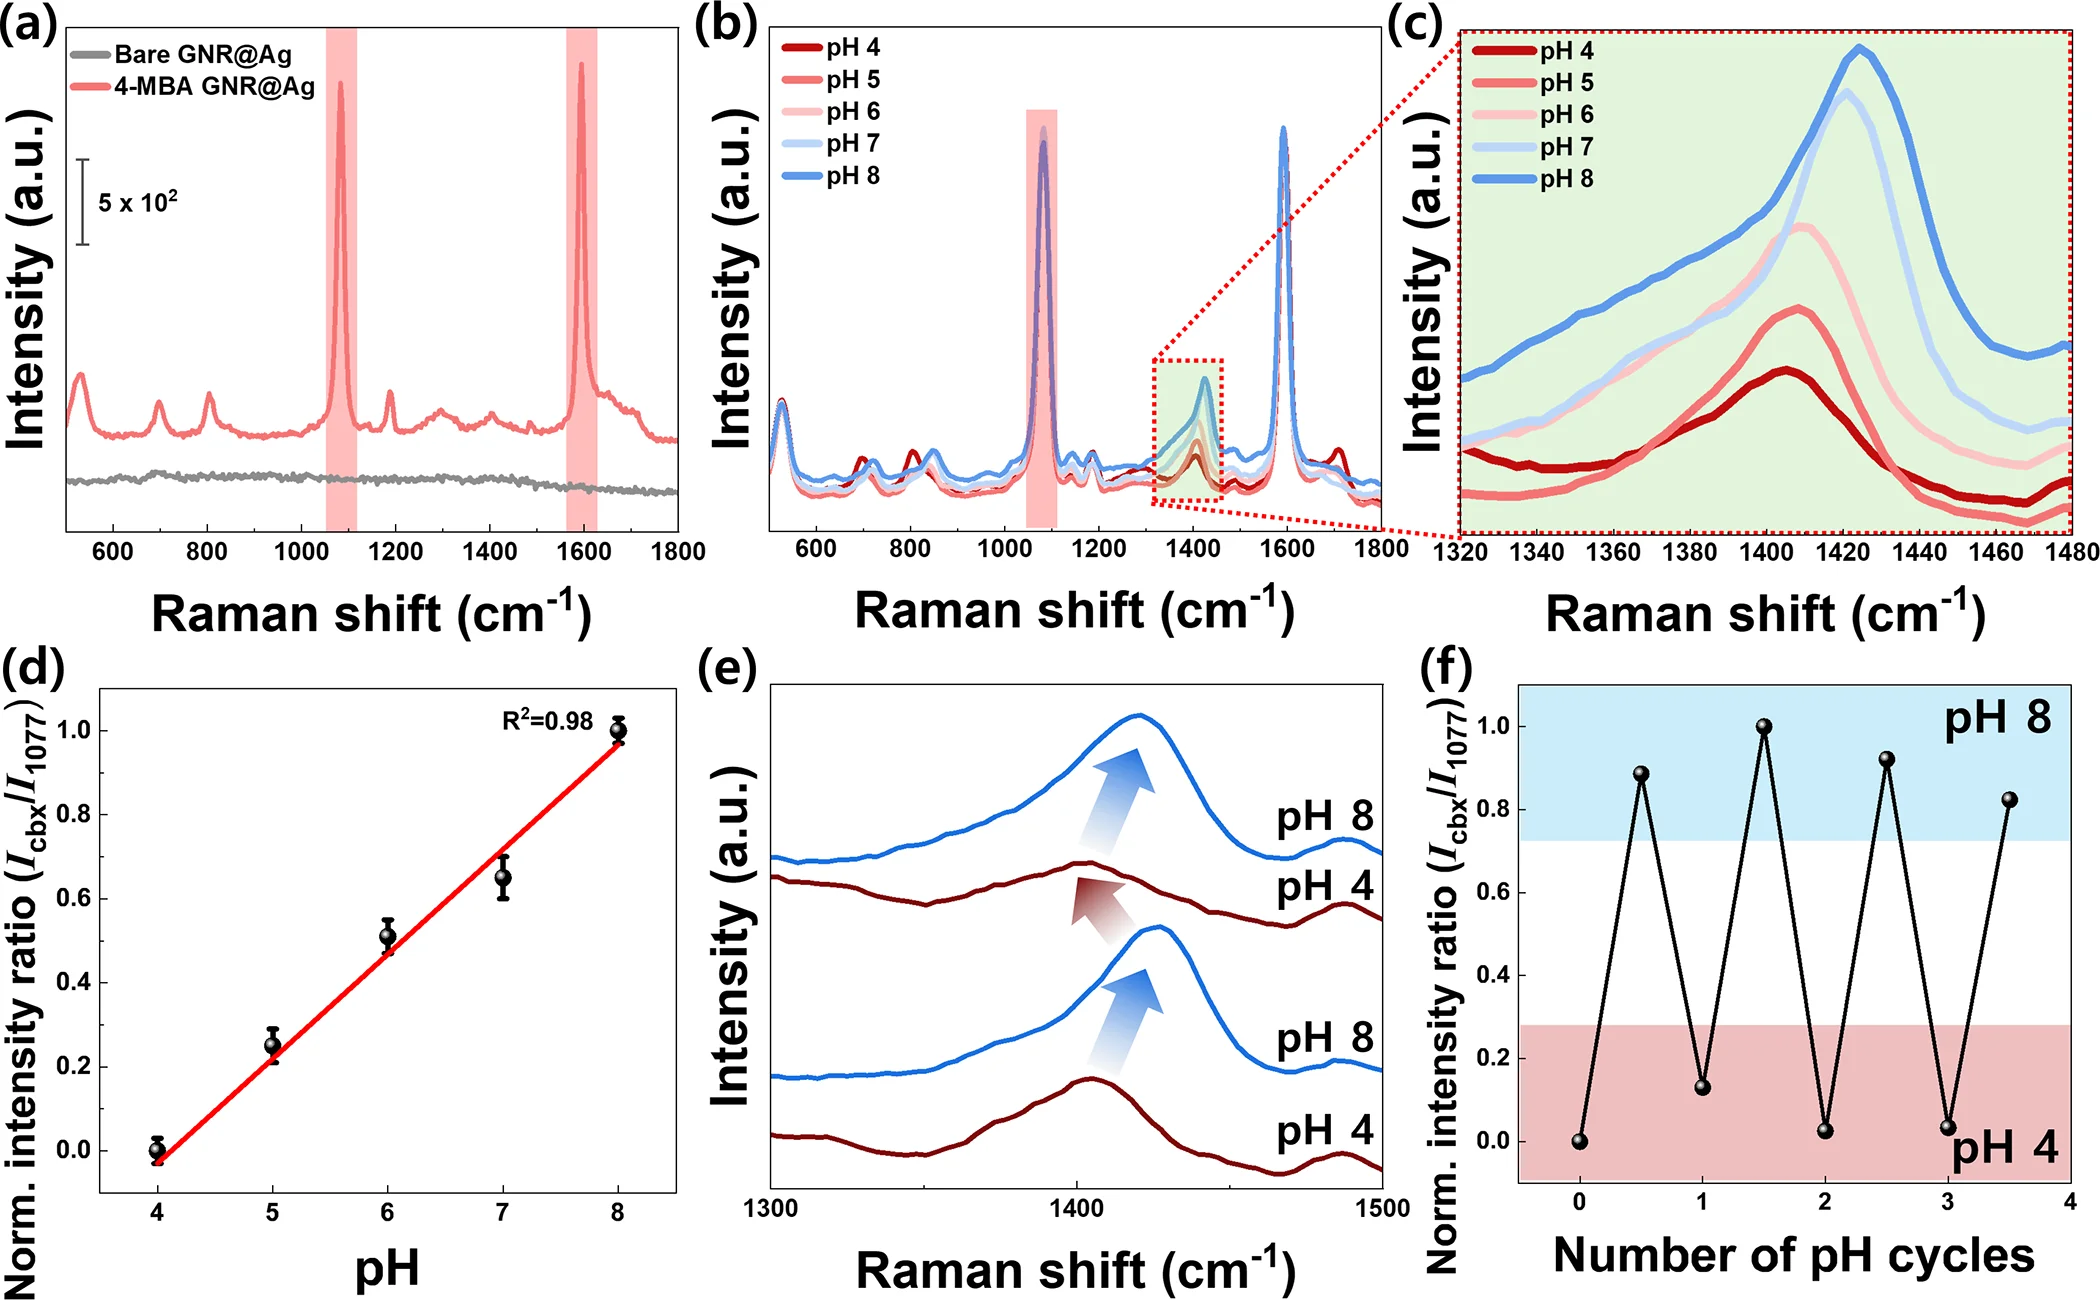 (a)
Bare GNR@Ag
4-MBA GNR@Ag
5 x 10²
Intensity (a.u.)
600 800 1000 1200 1400 1600 1800
Raman shift (cm⁻¹)
(b)
pH 4
pH 5
pH 6
pH 7
pH 8
Intensity (a.u.)
600 800 1000 1200 1400 1600 1800
Raman shift (cm⁻¹)
(c)
pH 4
pH 5
pH 6
pH 7
pH 8
Intensity (a.u.)
1320 1340 1360 1380 1400 1420 1440 1460 1480
Raman shift (cm⁻¹)
(d)
R²=0.98
Norm. intensity ratio (Icbx/I1077)
1.0
0.8
0.6
0.4
0.2
0.0
4 5 6 7 8
pH
(e)
pH 8
pH 4
pH 8
pH 4
Intensity (a.u.)
1300 1400 1500
Raman shift (cm⁻¹)
(f)
pH 8
pH 4
Norm. intensity ratio (Icbx/I1077)
1.0
0.8
0.6
0.4
0.2
0.0
0 1 2 3 4
Number of pH cycles